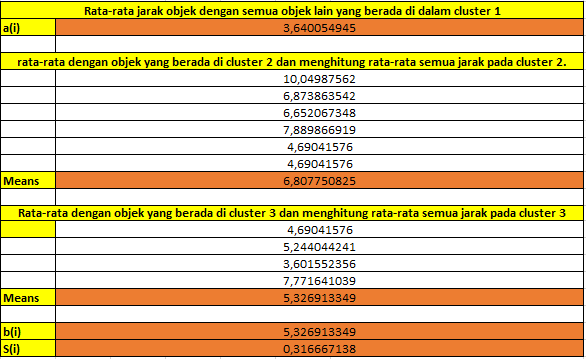 Rata-rata jarak objek dengan semua objek lain yang berada di dalam cluster 1
a(i) 3,640054945
rata-rata dengan objek yang berada di cluster 2 dan menghitung rata-rata semua jarak pada cluster 2.
10,04987562
6,873863542
6,652067348
7,889866919
4,69041576
4,69041576
Means 6,807750825
Rata-rata dengan objek yang berada di cluster 3 dan menghitung rata-rata semua jarak pada cluster 3
4,69041576
5,244044241
3,601552356
7,771641039
Means 5,326913349
b(i) 5,326913349
S(i) 0,316667138